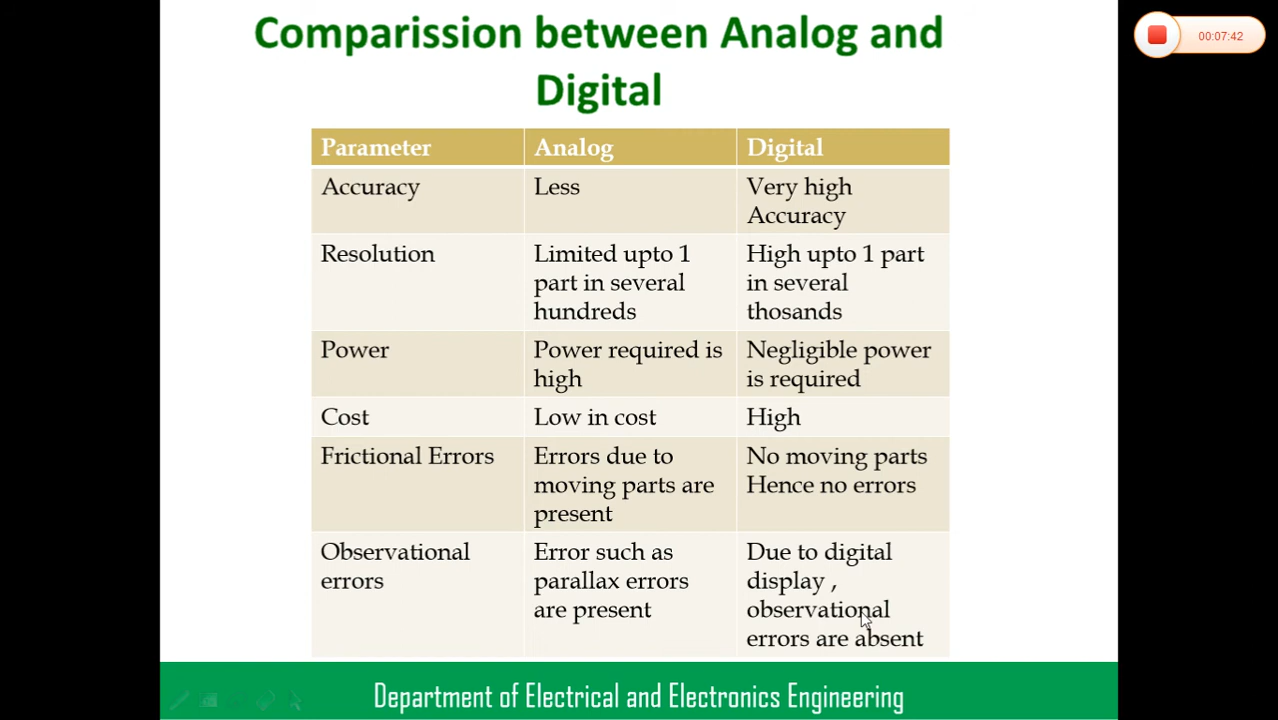 Comparission between Analog and
Digital
00:07:42
Parameter Analog Digital
Accuracy Less Very high
Accuracy
Resolution Limited upto 1 High upto 1 part
part in several in several
hundreds thosands
Power Power required is Negligible power
high is required
Cost Low in cost High
Frictional Errors Errors due to No moving parts
moving parts are Hence no errors
present
Observational Error such as Due to digital
errors parallax errors display ,
are present observational
errors are absent
Department of Electrical and Electronics Engineering